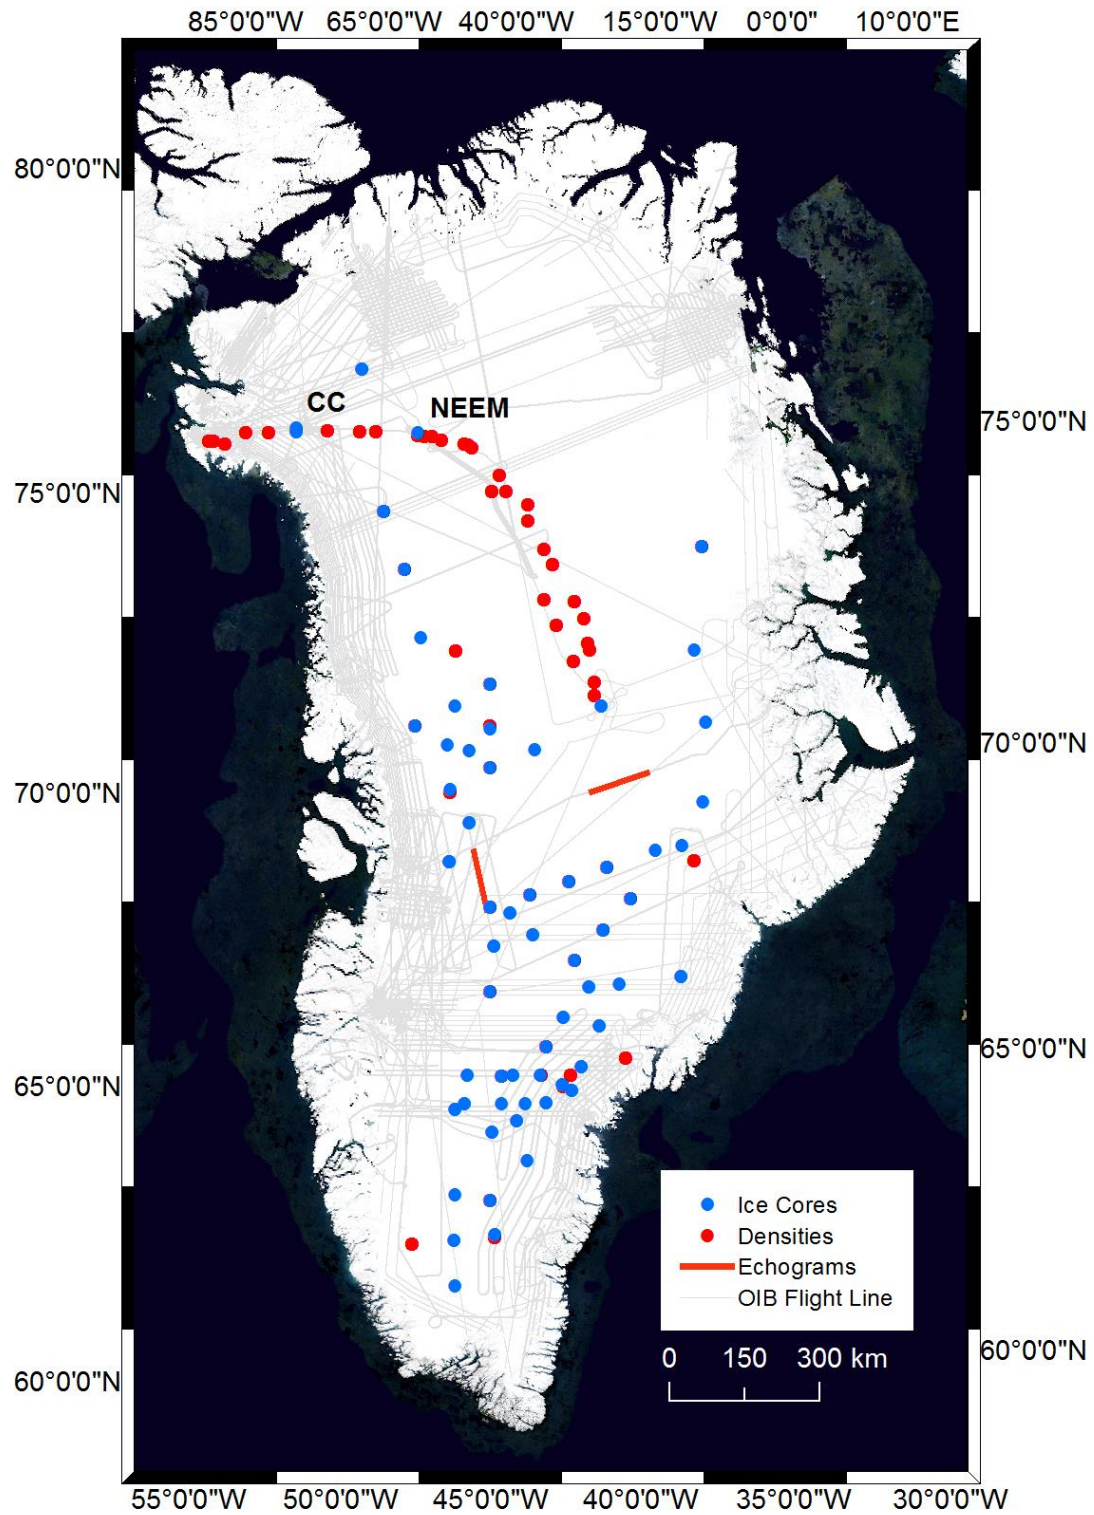 85°0'0"W 65°0'0"W 40°0'0"W 15°0'0"W 0°0'0" 10°0'0"E
80°0'0"N
CC
NEEM
75°0'0"N
75°0'0"N
70°0'0"N
70°0'0"N
65°0'0"N
65°0'0"N
Ice Cores
Densities
Echograms
OIB Flight Line
60°0'0"N
0 150 300 km
60°0'0"N
55°0'0"W 50°0'0"W 45°0'0"W 40°0'0"W 35°0'0"W 30°0'0"W